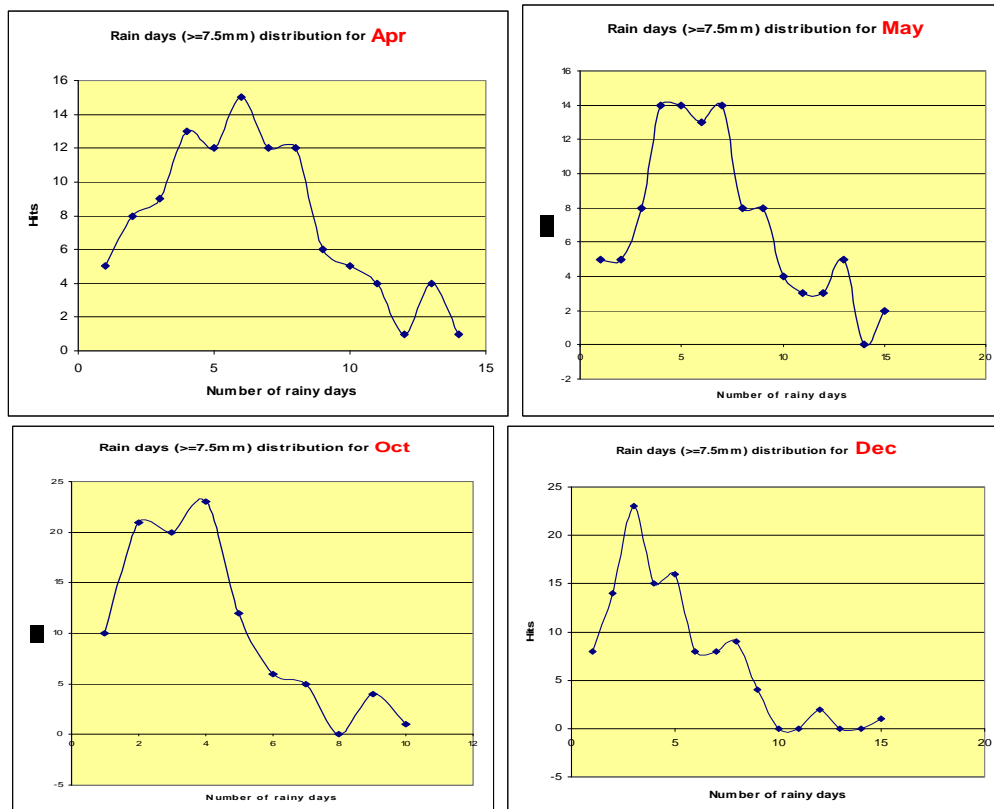 Rain days (>=7.5mm) distribution for Apr
16
14
12
10
8
6
4
2
0
Hits
0 5 10 15
Number of rainy days
Rain days (>=7.5mm) distribution for May
16
14
12
10
8
6
4
2
0
-2
0 5 10 15 20
Number of rainy days
Rain days (>=7.5mm) distribution for Oct
25
20
15
10
5
0
-5
0 2 4 6 8 10 12
Number of rainy days
Rain days (>=7.5mm) distribution for Dec
25
20
15
10
5
0
-5
Hits
0 5 10 15 20
Number of rainy days